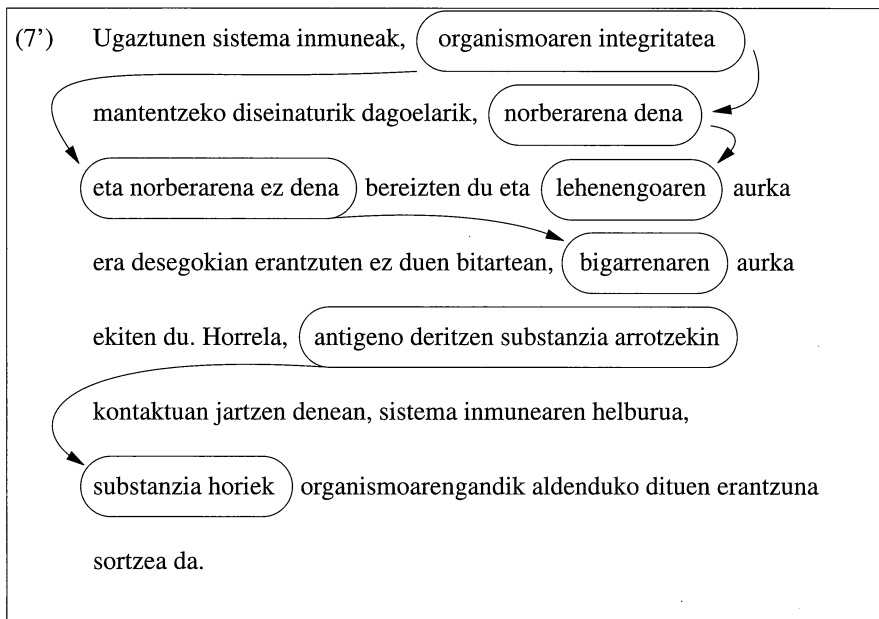 (7’) Ugaztunen sistema inmuneak, organismoaren integritatea
mantentzeko diseinaturik dagoelarik, norberarena dena
eta norberarena ez dena bereizten du eta lehenengoaren aurka
era desegokian erantzuten ez duen bitartean, bigarrenaren aurka
ekiten du. Horrela, antigeno deritzen substanzia arrotzekin
kontaktuan jartzen denean, sistema inmunearen helburua,
substanzia horiek organismoarengandik aldenduko dituen erantzuna
sortzea da.